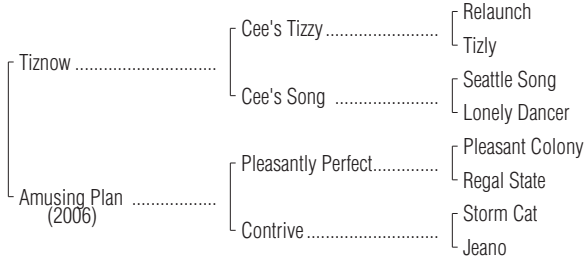 Relaunch
Cee's Tizzy
Tizly
Tiznow
Seattle Song
Cee's Song
Lonely Dancer
Pleasant Colony
Pleasantly Perfect
Regal State
Amusing Plan
(2006)
Storm Cat
Contrive
Jeano